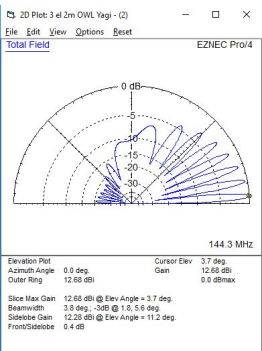 2D Plot: 3 el 2m OWL Yagi - (2)
File Edit View Options Reset
Total Field EZNEC Pro/4
0 dB
-5
-10
-15
-20
-30
144.3 MHz
Elevation Plot Cursor Elev 3.7 deg.
Azimuth Angle 0.0 deg. Gain 12.68 dBi
Outer Ring 12.68 dBi 0.0 dBmax
Slice Max Gain 12.68 dBi @ Elev Angle = 3.7 deg.
Beamwidth 3.8 deg.; -3dB @ 1.8, 5.6 deg.
Sidelobe Gain 12.28 dBi @ Elev Angle = 11.2 deg.
Front/Sidelobe 0.4 dB